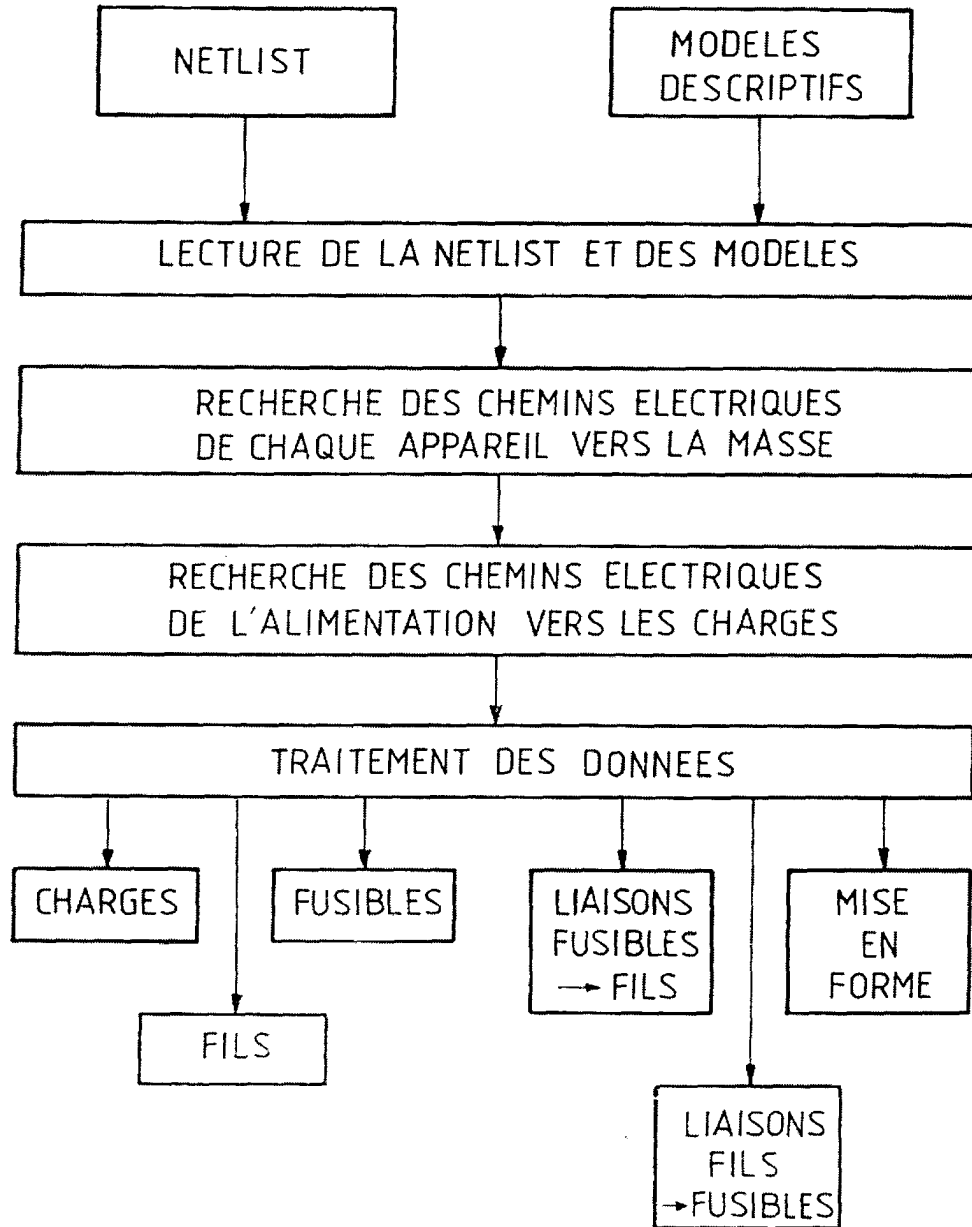 NETLIST
MODELES
DESCRIPTIFS
LECTURE DE LA NETLIST ET DES MODELES
RECHERCHE DES CHEMINS ELECTRIQUES
DE CHAQUE APPAREIL VERS LA MASSE
RECHERCHE DES CHEMINS ELECTRIQUES
DE L'ALIMENTATION VERS LES CHARGES
TRAITEMENT DES DONNEES
CHARGES
FILS
FUSIBLES
LIAISONS
FUSIBLES
→ FILS
LIAISONS
FILS
→ FUSIBLES
MISE
EN
FORME